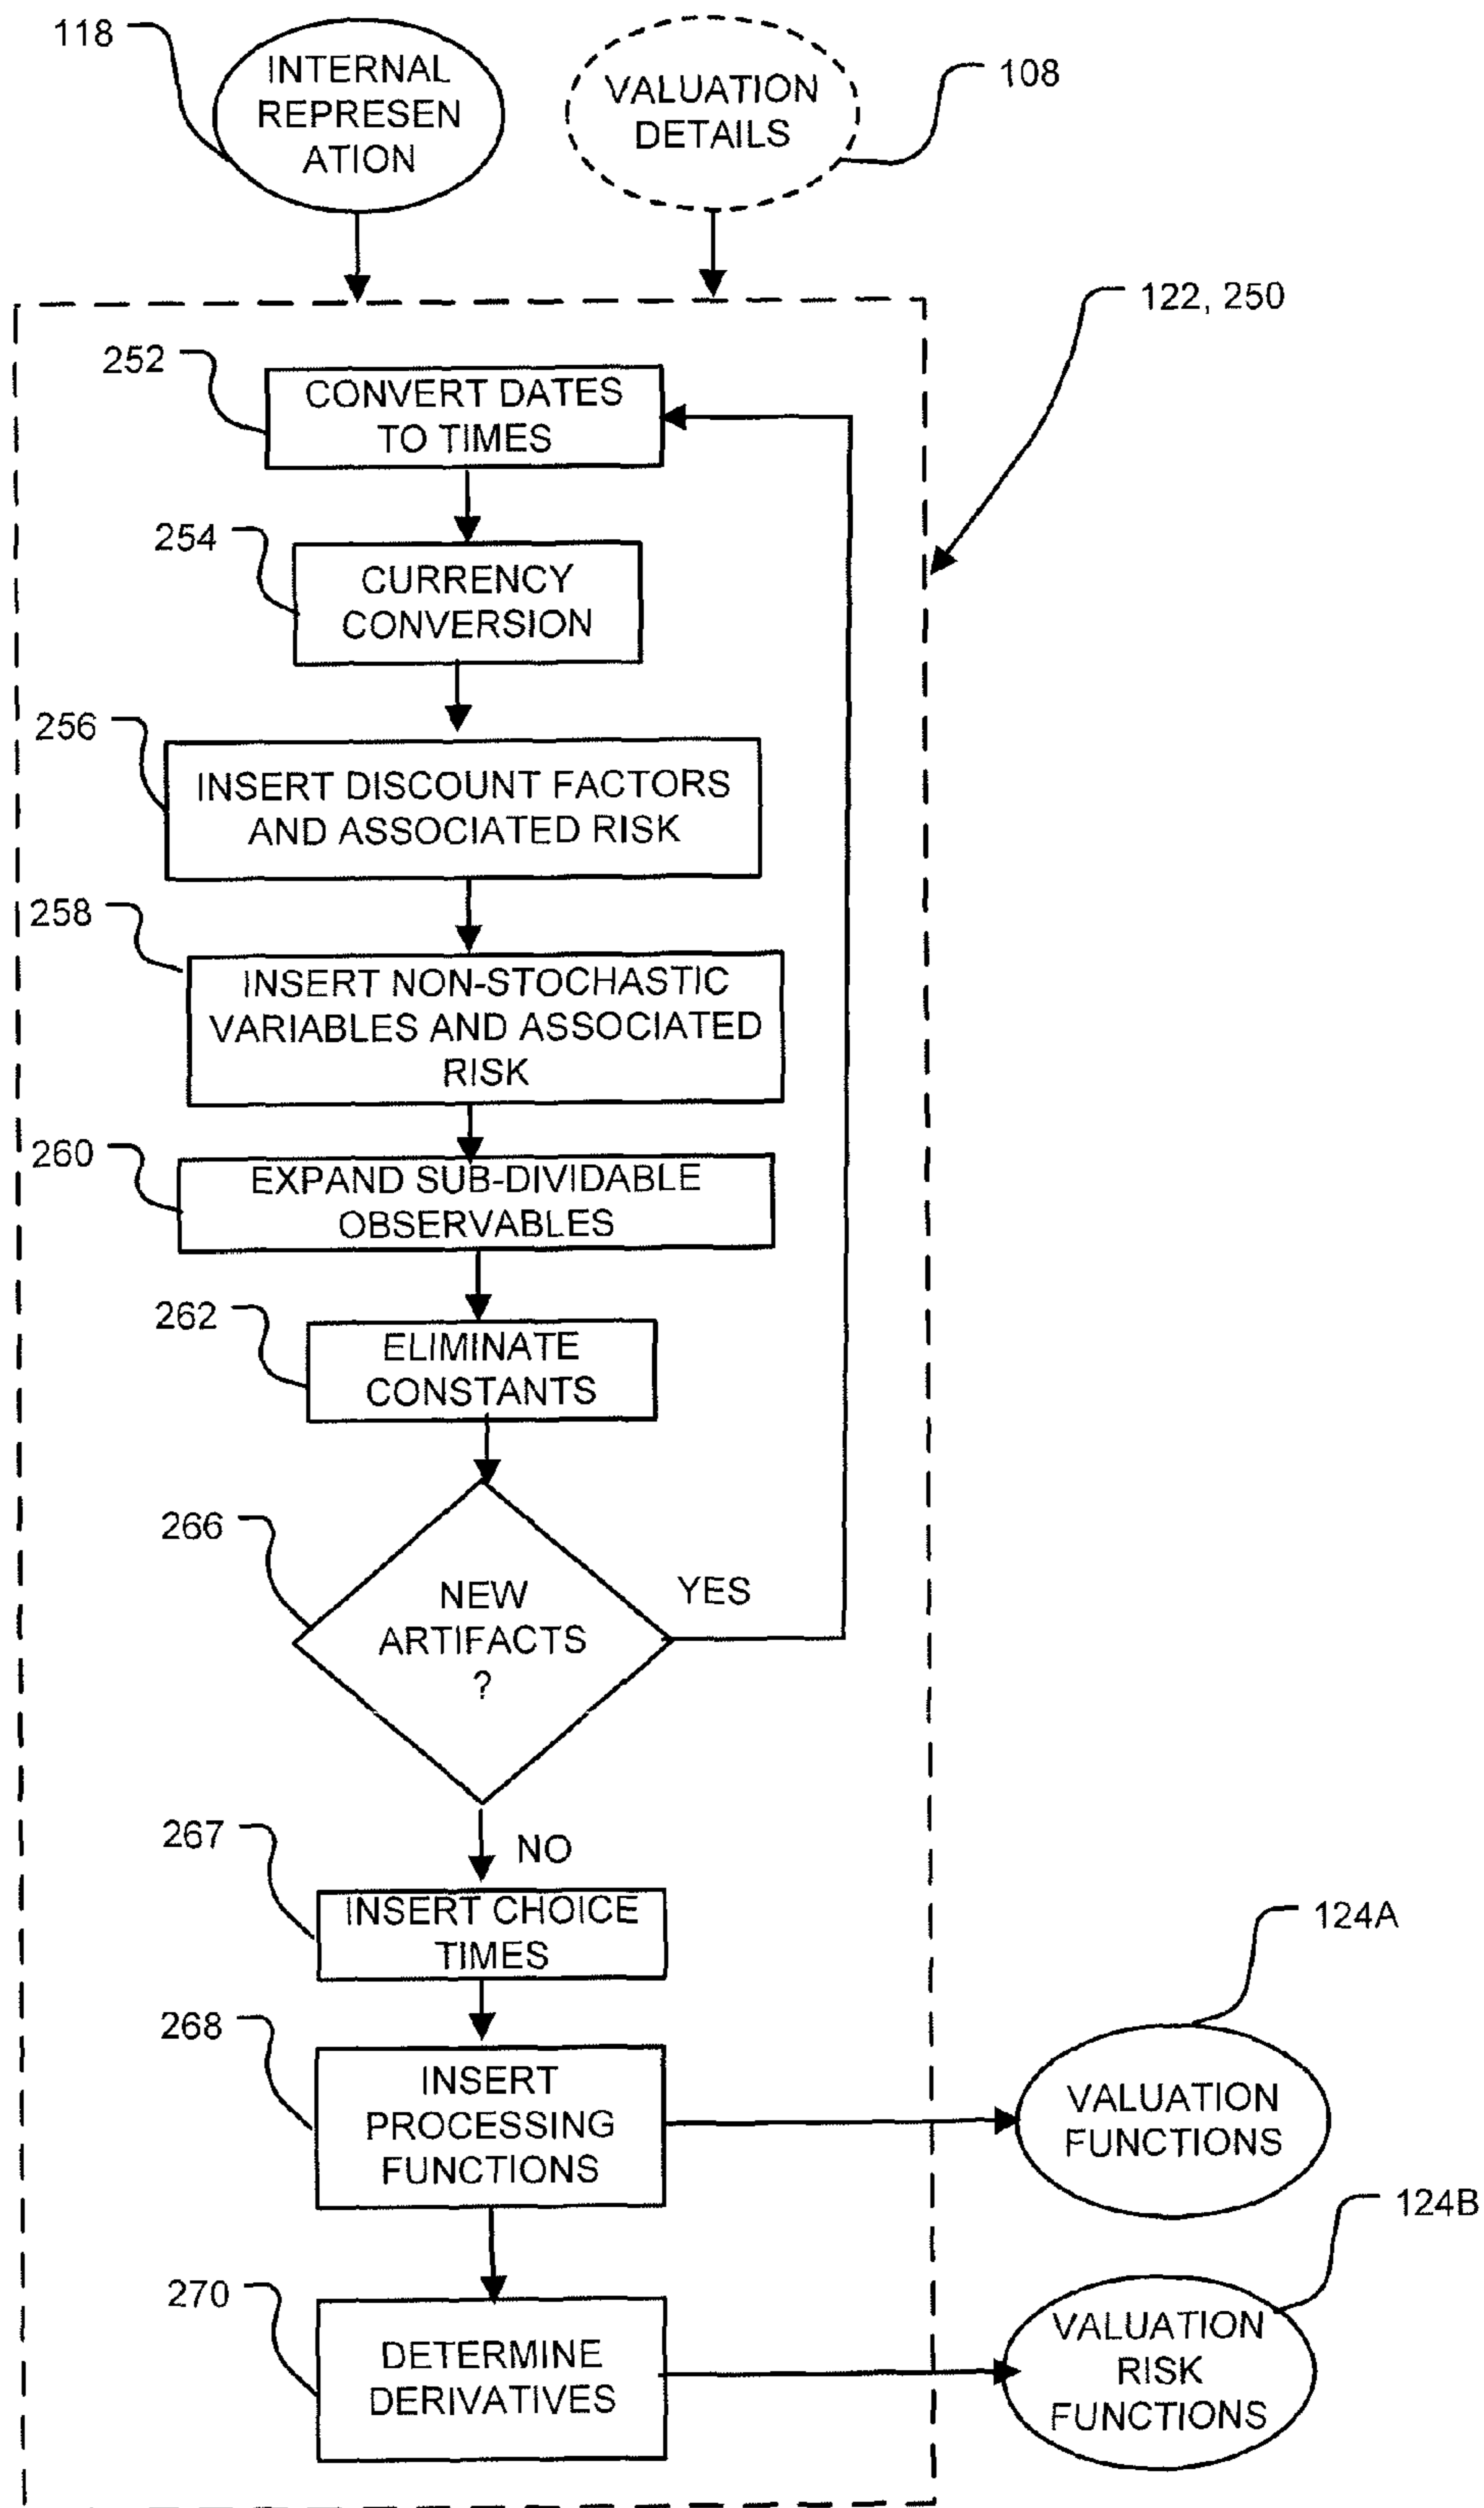 118
INTERNAL
REPRESEN
ATION
VALUATION
DETAILS
108
122, 250
252
CONVERT DATES
TO TIMES
254
CURRENCY
CONVERSION
256
INSERT DISCOUNT FACTORS
AND ASSOCIATED RISK
258
INSERT NON-STOCHASTIC
VARIABLES AND ASSOCIATED
RISK
260
EXPAND SUB-DIVIDABLE
OBSERVABLES
262
ELIMINATE
CONSTANTS
266
NEW
ARTIFACTS
?
YES
NO
267
INSERT CHOICE
TIMES
268
INSERT
PROCESSING
FUNCTIONS
124A
VALUATION
FUNCTIONS
124B
270
DETERMINE
DERIVATIVES
VALUATION
RISK
FUNCTIONS